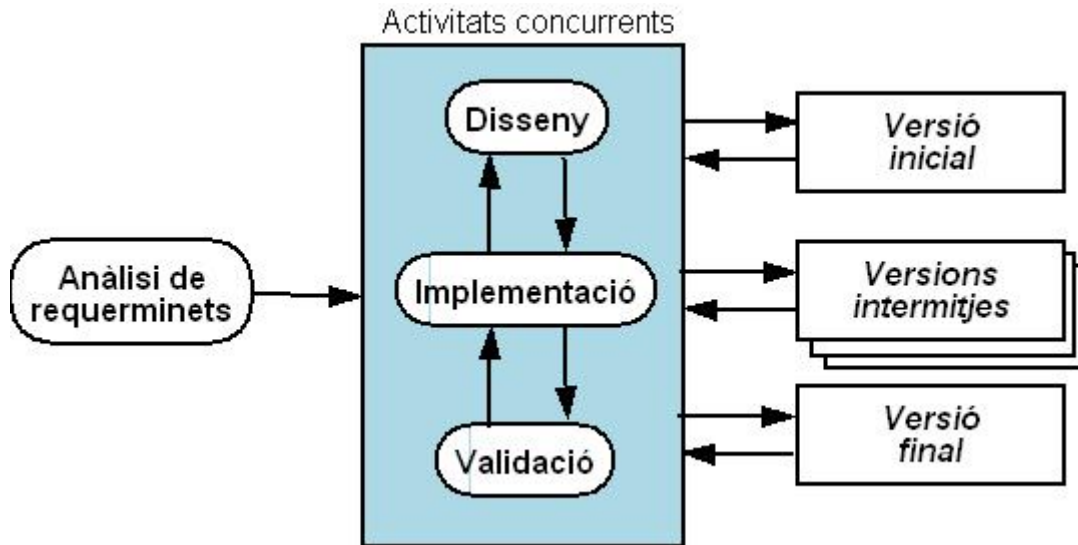 Activitats concurrents
Disseny
Versió
inicial
Anàlisi de
requerminets
Implementació
Versions
intermitjes
Validació
Versió
final